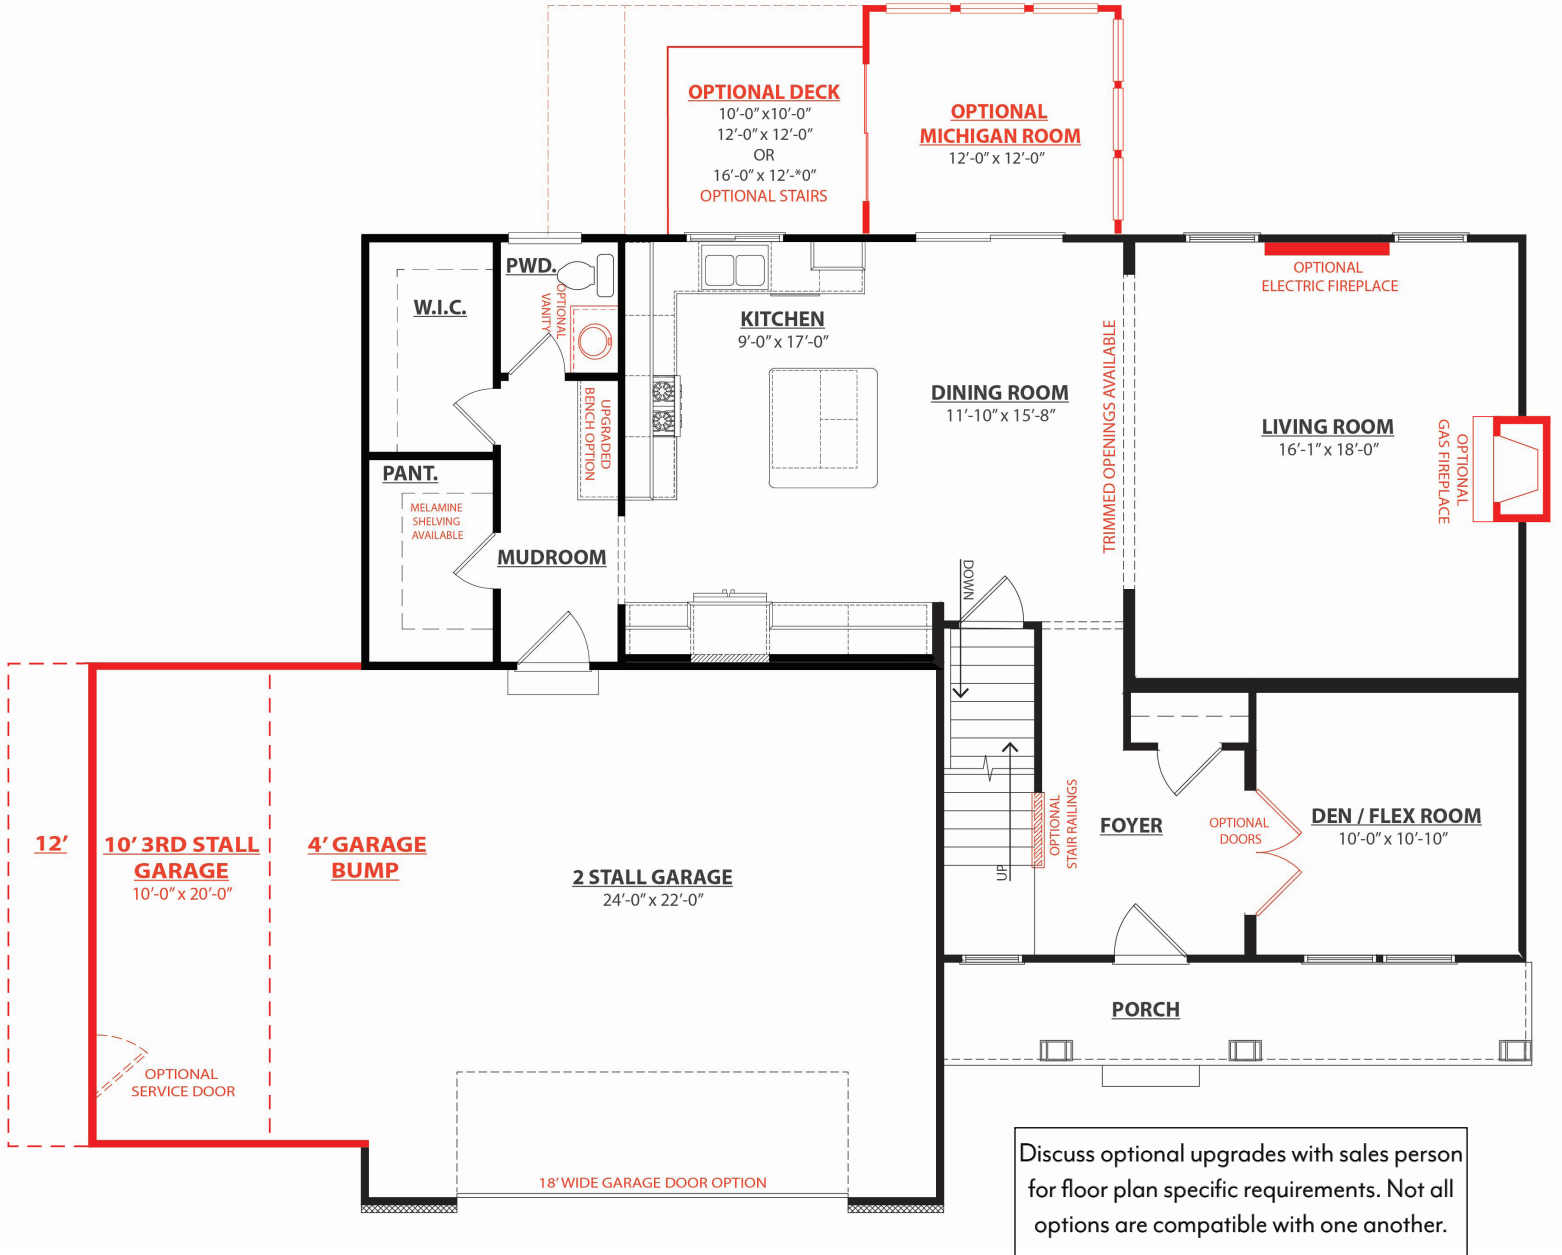 OPTIONAL DECK
10'-0" x10'-0"
12'-0" x 12'-0"
OR
16'-0" x 12'-*0"
OPTIONAL STAIRS
OPTIONAL
MICHIGAN ROOM
12'-0" x 12'-0"
PWD.
OPTIONAL
VANITY
W.I.C.
KITCHEN
9'-0" x 17'-0"
OPTIONAL
ELECTRIC FIREPLACE
UPGRADED
BENCH OPTION
DINING ROOM
11'-10" x 15'-8"
TRIMMED OPENINGS AVAILABLE
LIVING ROOM
16'-1" x 18'-0"
OPTIONAL
GAS FIREPLACE
PANT.
MELAMINE
SHELVING
AVAILABLE
MUDROOM
DOWN
12'
10' 3RD STALL
GARAGE
10'-0" x 20'-0"
4' GARAGE
BUMP
2 STALL GARAGE
24'-0" x 22'-0"
UP
OPTIONAL
STAIR RAILINGS
FOYER
OPTIONAL
DOORS
DEN / FLEX ROOM
10'-0" x 10'-10"
PORCH
OPTIONAL
SERVICE DOOR
18' WIDE GARAGE DOOR OPTION
Discuss optional upgrades with sales person
for floor plan specific requirements. Not all
options are compatible with one another.